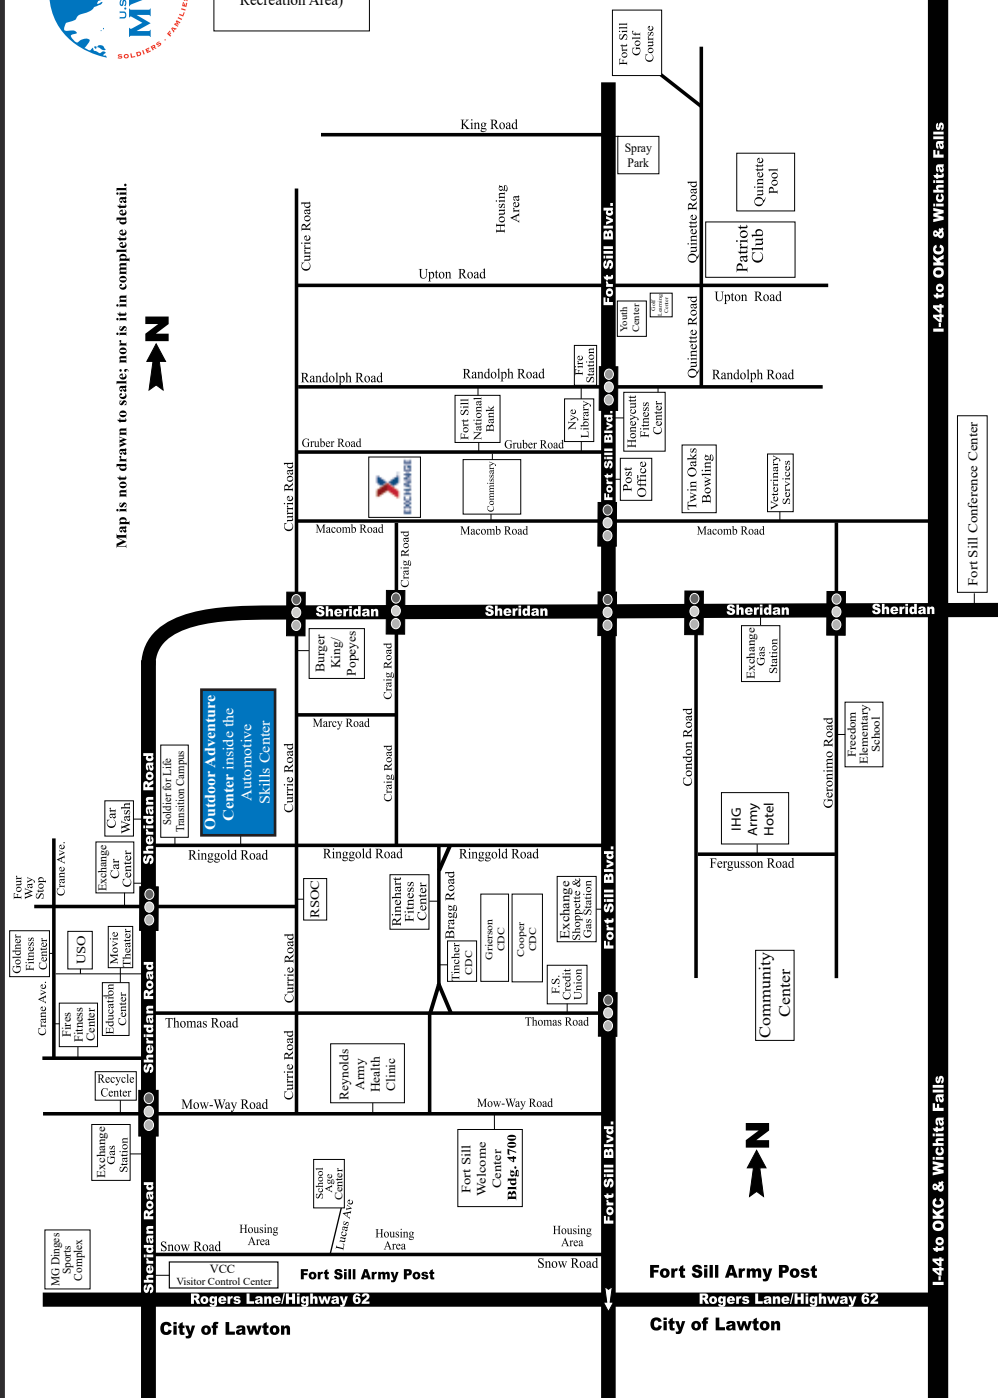 Recreation Area)
U.S.
MW
SOLDIERS · FAMILIE
Map is not drawn to scale; nor is it in complete detail.
N
Fort Sill
Golf
Course
King Road
Spray
Park
Housing
Area
Currie Road
Fort Sill Blvd.
Quinette Road
Quinette
Pool
Patriot
Club
I-44 to OKC & Wichita Falls
Upton Road
Upton Road
Youth
Center
Golf
Learning
Center
Quinette Road
Fire
Station
Randolph Road
Randolph Road
Randolph Road
Fort Sill
National
Bank
Nye
Library
Honeycutt
Fitness
Center
Gruber Road
Gruber Road
Fort Sill Blvd.
Currie Road
EXCHANGE
Commissary
Post
Office
Twin Oaks
Bowling
Veterinary
Services
Fort Sill Conference Center
Macomb Road
Macomb Road
Macomb Road
Craig Road
Sheridan
Sheridan
Sheridan
Sheridan
Burger
King/
Popeyes
Craig Road
Exchange
Gas
Station
Marcy Road
Outdoor Adventure
Center inside the
Automotive
Skills Center
Soldier for Life
Transition Campus
Sheridan Road
Currie Road
Craig Road
Condon Road
Geronimo Road
Freedom
Elementary
School
Car
Wash
IHG
Army
Hotel
Fergusson Road
Four
Way
Stop
Crane Ave.
Exchange
Car
Center
Ringgold Road
Ringgold Road
Ringgold Road
RSOC
Rinehart
Fitness
Center
Bragg Road
Exchange
Shoppette &
Gas Station
Fort Sill Blvd.
Goldner
Fitness
Center
USO
Movie
Theater
Tincher
CDC
Grierson
CDC
Cooper
CDC
F.S.
Credit
Union
Community
Center
Crane Ave.
Fires
Fitness
Center
Education
Center
Sheridan Road
Currie Road
Thomas Road
Thomas Road
Recycle
Center
Currie Road
Reynolds
Army
Health
Clinic
Mow-Way Road
Mow-Way Road
Exchange
Gas
Station
Fort Sill
Welcome
Center
Bldg. 4700
Fort Sill Blvd.
N
I-44 to OKC & Wichita Falls
School
Age
Center
Lucas Ave
MG Dinges
Sports
Complex
Sheridan Road
Housing
Area
Housing
Area
Housing
Area
Snow Road
Snow Road
VCC
Visitor Control Center
Fort Sill Army Post
Fort Sill Army Post
Rogers Lane/Highway 62
Rogers Lane/Highway 62
City of Lawton
City of Lawton